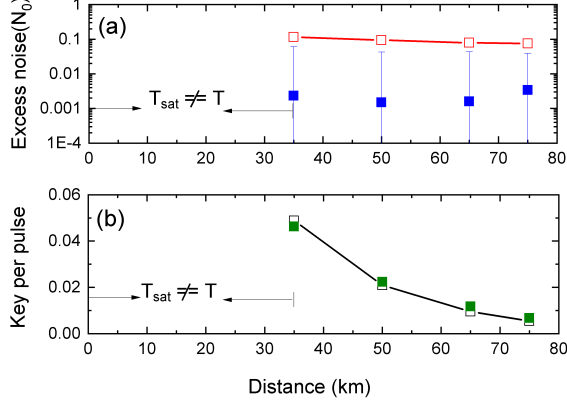 Excess noise(N₀)
(a)
1
0.1
0.01
0.001
1E-4
T_sat ≠ T
0 10 20 30 40 50 60 70 80
Key per pulse
(b)
0.06
0.04
0.02
0.00
T_sat ≠ T
0 10 20 30 40 50 60 70 80
Distance (km)